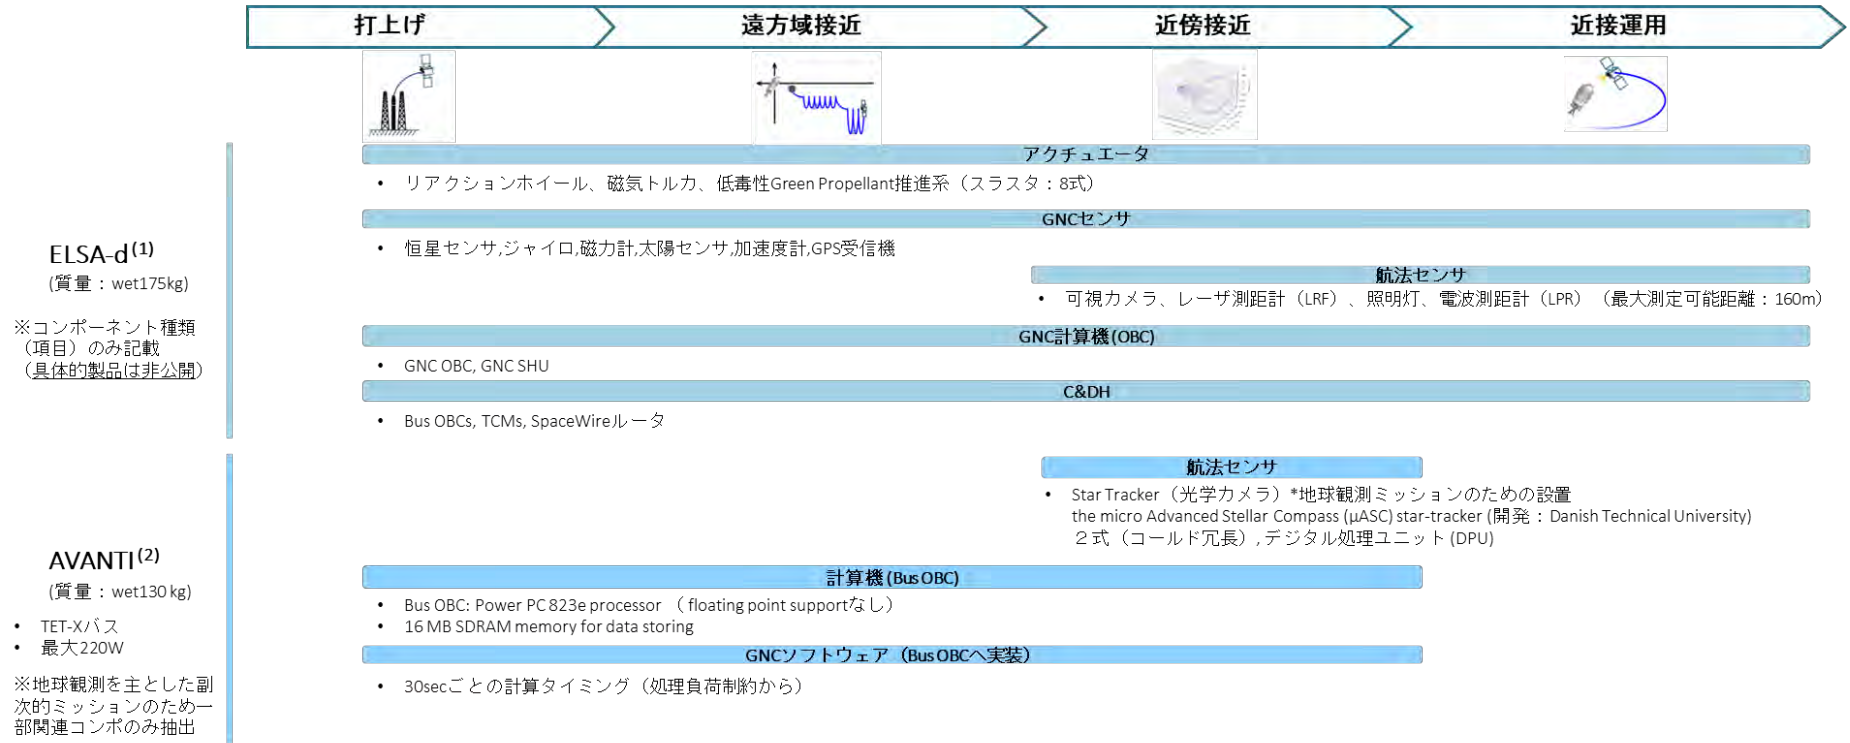 打上げ
遠方域接近
近傍接近
近接運用
ELSA-d(1)
(質量：wet175kg)
※コンポーネント種類
（項目）のみ記載
（具体的製品は非公開）
アクチュエータ
• リアクションホイール、磁気トルカ、低毒性Green Propellant推進系（スラスタ：8式）
GNCセンサ
• 恒星センサ,ジャイロ,磁力計,太陽センサ,加速度計,GPS受信機
航法センサ
• 可視カメラ、レーザ測距計（LRF）、照明灯、電波測距計（LPR）（最大測定可能距離：160m）
GNC計算機(OBC)
• GNC OBC, GNC SHU
C&DH
• Bus OBCs, TCMs, SpaceWireルータ
AVANTI(2)
(質量：wet130 kg)
• TET-Xバス
• 最大220W
※地球観測を主とした副
次的ミッションのため一
部関連コンポのみ抽出
航法センサ
• Star Tracker（光学カメラ）*地球観測ミッションのための設置
the micro Advanced Stellar Compass (μASC) star-tracker (開発：Danish Technical University)
２式（コールド冗長）, デジタル処理ユニット(DPU)
計算機(Bus OBC)
• Bus OBC: Power PC 823e processor （ floating point supportなし）
• 16 MB SDRAM memory for data storing
GNCソフトウェア（Bus OBCへ実装）
• 30secごとの計算タイミング（処理負荷制約から）